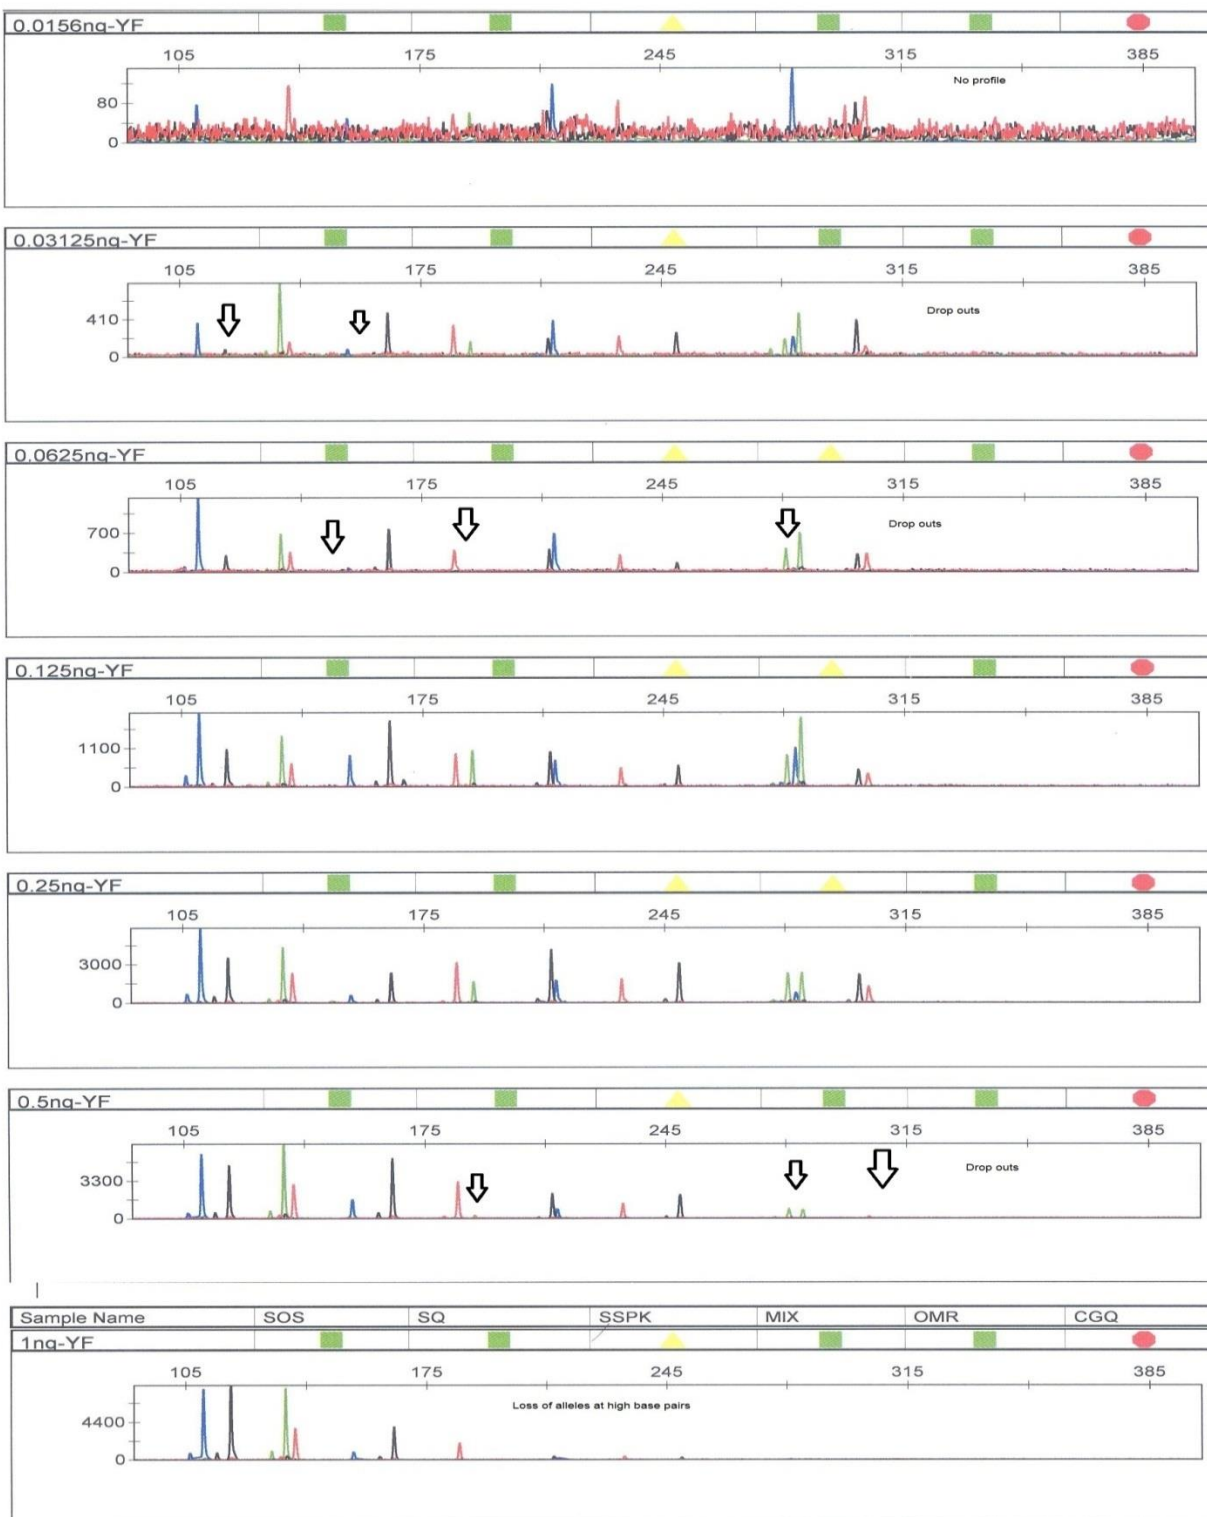 0.0156ng-YF
105 175 245 315 385
No profile
80
0
0.03125ng-YF
105 175 245 315 385
Drop outs
410
0
0.0625ng-YF
105 175 245 315 385
Drop outs
700
0
0.125ng-YF
105 175 245 315 385
1100
0
0.25ng-YF
105 175 245 315 385
3000
0
0.5ng-YF
105 175 245 315 385
Drop outs
3300
0
Sample Name SOS SQ SSPK MIX OMR CGQ
1ng-YF
105 175 245 315 385
Loss of alleles at high base pairs
4400
0